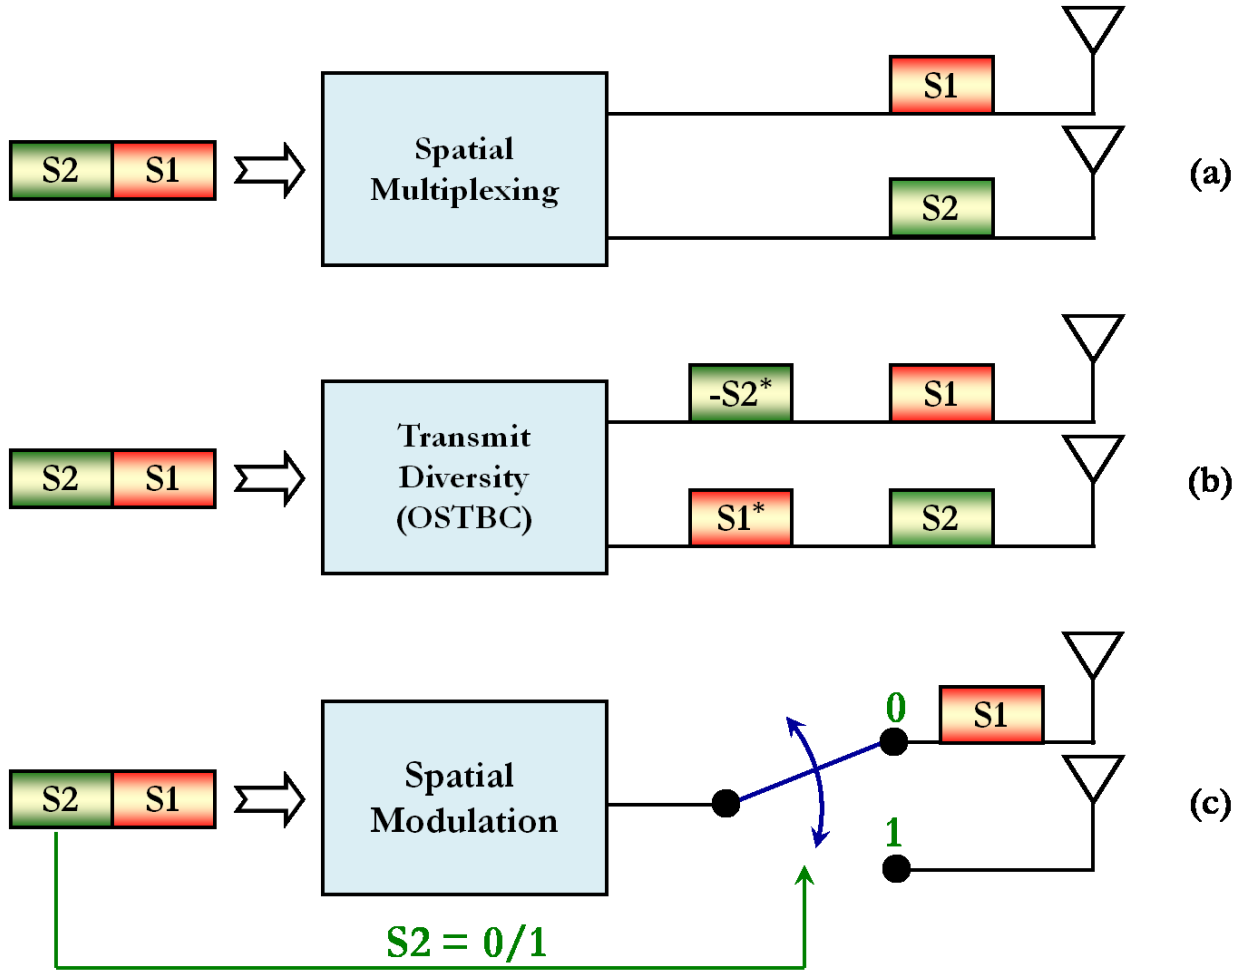 S2 S1
Spatial
Multiplexing
S1
S2
(a)
S2 S1
Transmit
Diversity
(OSTBC)
-S2* S1
S1* S2
(b)
S2 S1
Spatial
Modulation
0
S1
1
(c)
S2 = 0/1